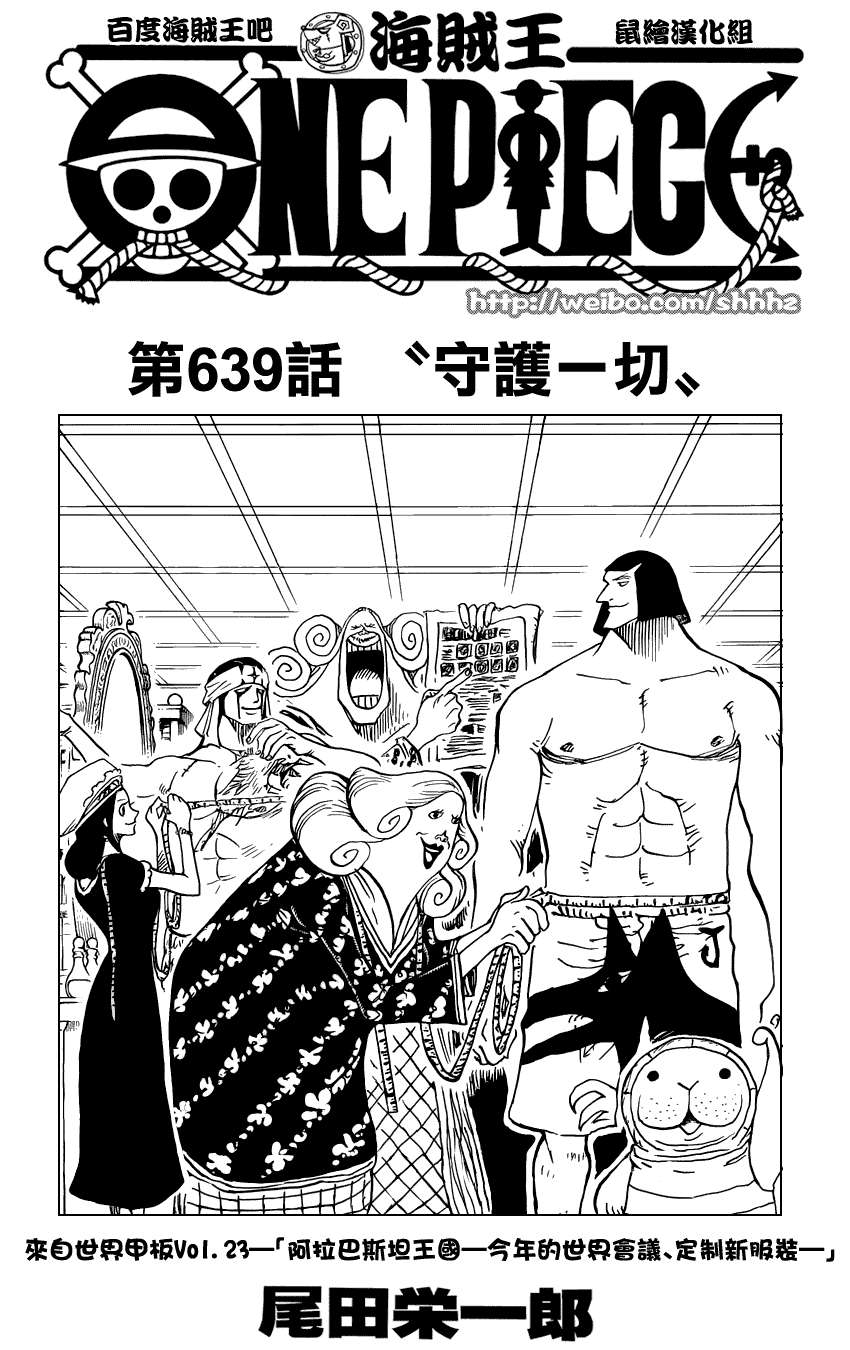 百度海賊王吧
海賊王
鼠繪漢化組
ONE PIECE
http://weibo.com/shhhz
第639話 〝守護一切〟
J
來自世界甲板Vol.23—「阿拉巴斯坦王國—今年的世界會議、定制新服裝—」
尾田栄一郎